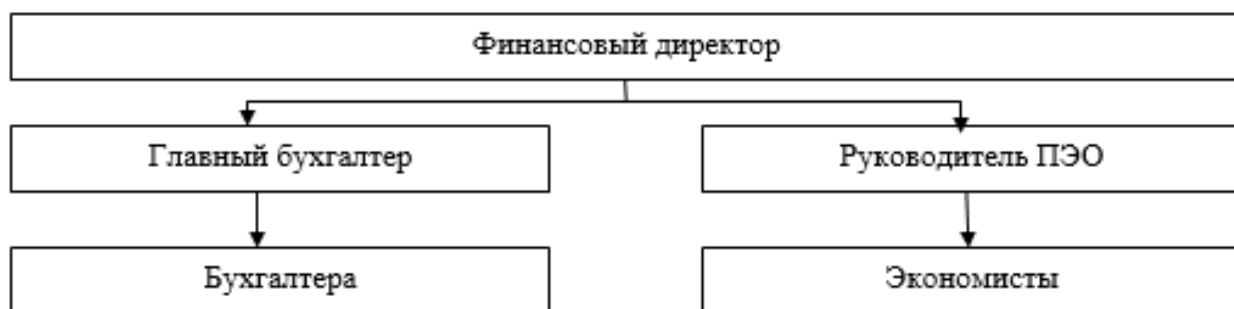 Финансовый директор
Главный бухгалтер
Руководитель ПЭО
Бухгалтера
Экономисты